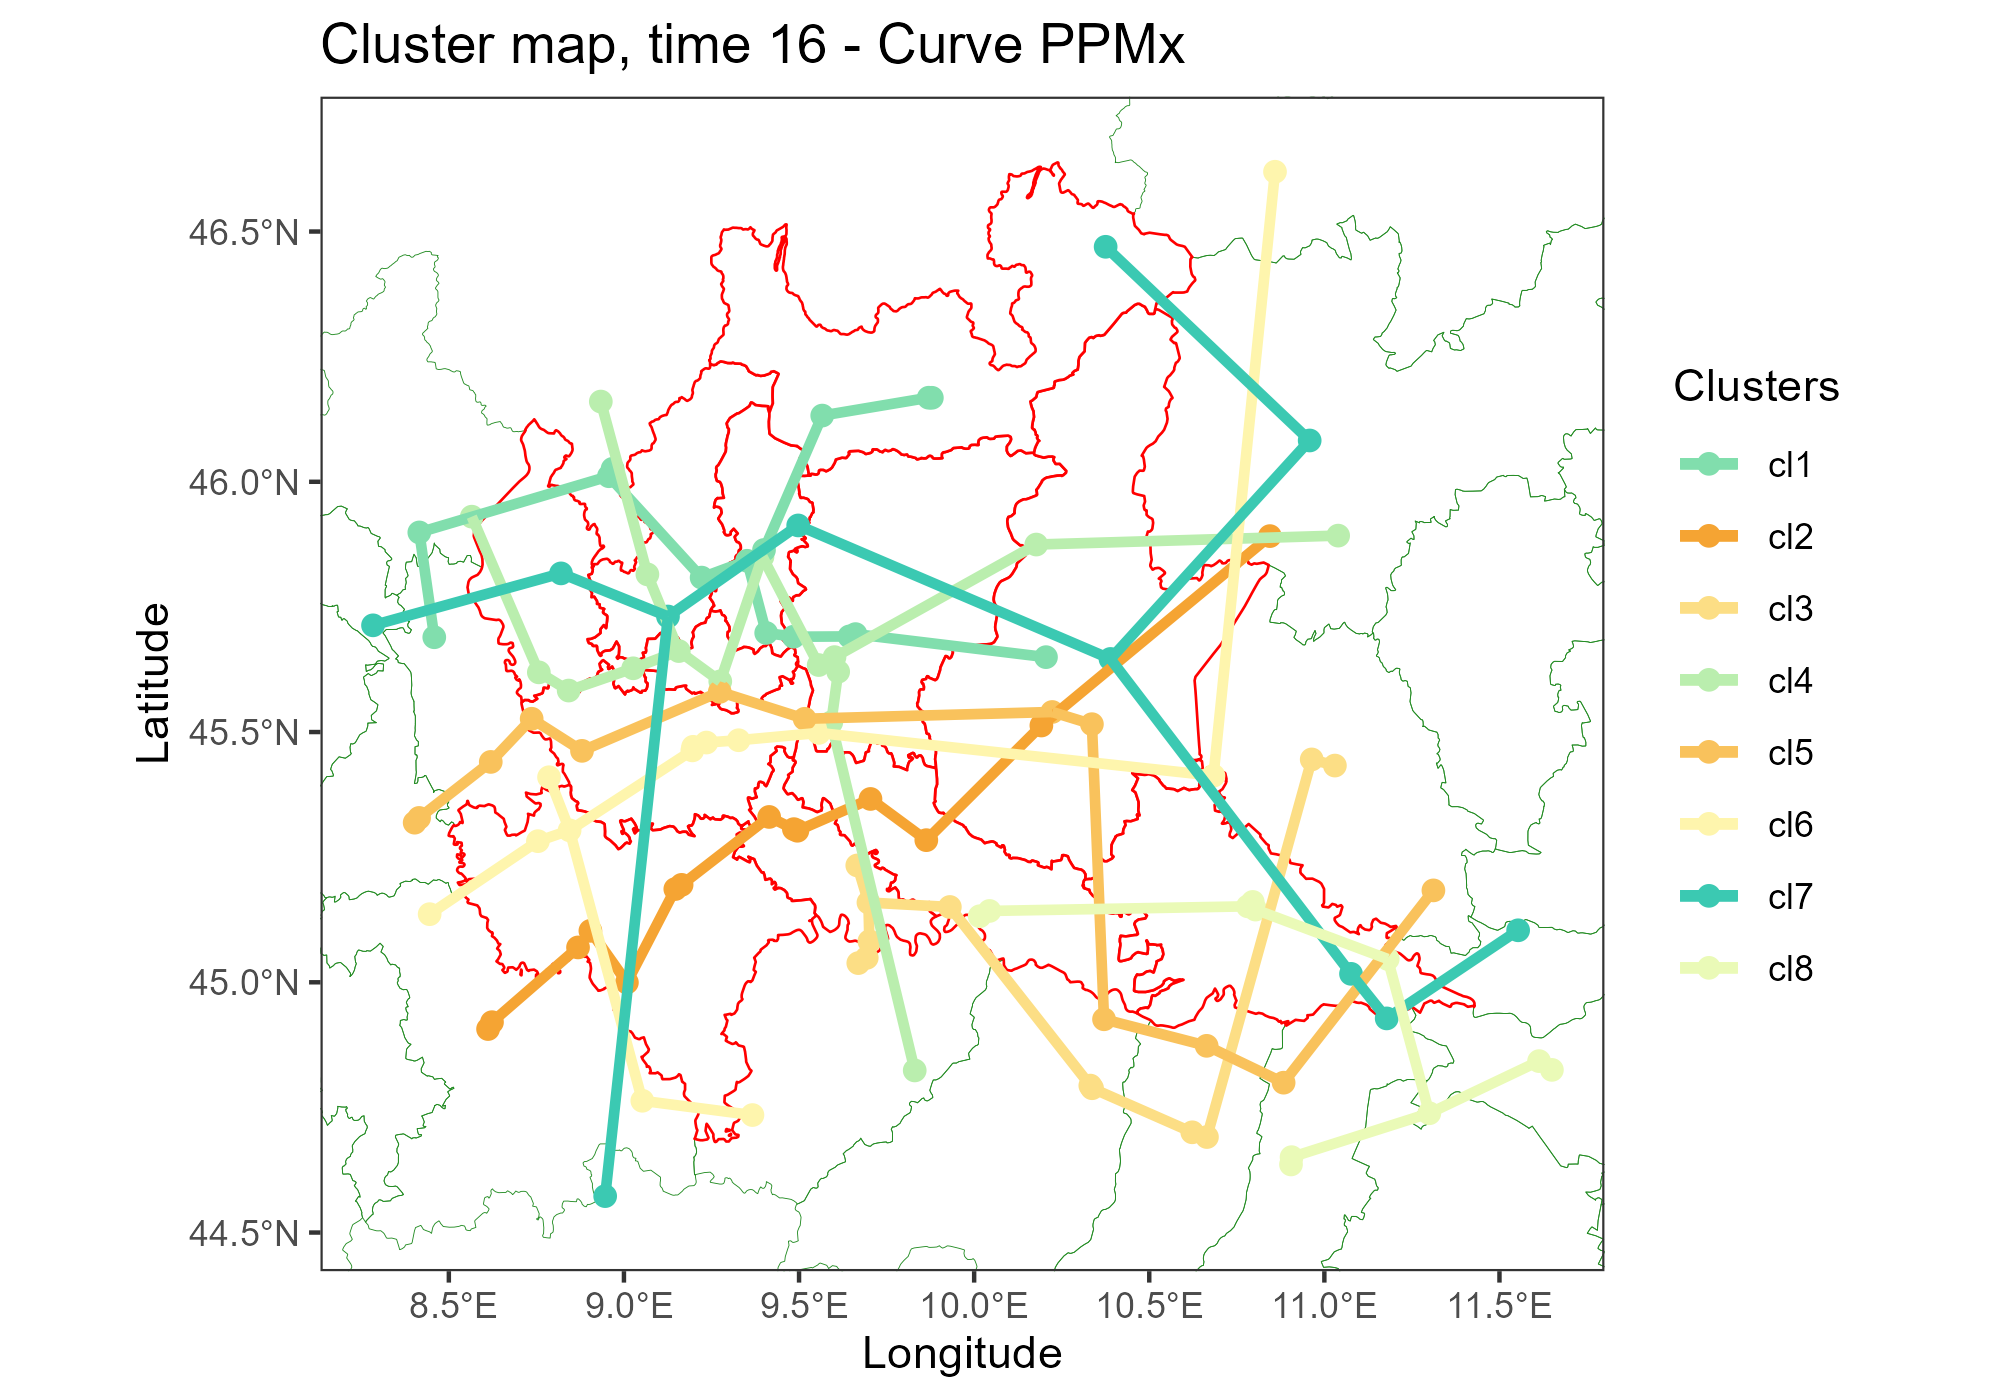 Cluster map, time 16 - Curve PPMx
46.5°N
46.0°N
45.5°N
45.0°N
44.5°N
Latitude
8.5°E
9.0°E
9.5°E
10.0°E
10.5°E
11.0°E
11.5°E
Longitude
Clusters
cl1
cl2
cl3
cl4
cl5
cl6
cl7
cl8